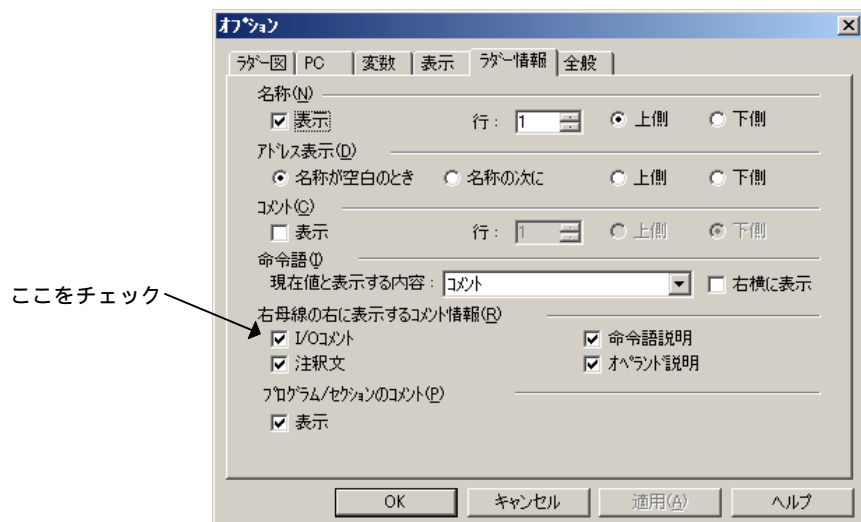 オプション
ラダー図 PC 変数 表示 ラダー情報 全般
名称(N)
表示 行： 1 上側 下側
アドレス表示(D)
名称が空白のとき 名称の次に 上側 下側
コメント(C)
表示 行： 1 上側 下側
命令語(I)
現在値と表示する内容： コメント 右横に表示
ここをチェック
右母線の右に表示するコメント情報(R)
I/Oコメント 命令語説明
注釈文 オペランド説明
プログラム/セクションのコメント(P)
表示
OK キャンセル 適用(A) ヘルプ